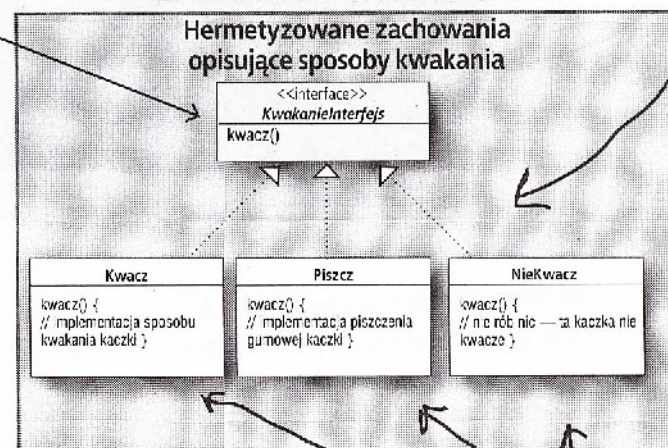 Hermetyzowane zachowania
opisujące sposoby kwakania
<<interface>>
KwakanieInterfejs
kwacz()
Kwacz
kwacz() {
// implementacja sposobu
kwakania kaczki }
Piszcz
kwacz() {
// implementacja piszczenia
gumowej kaczki }
NieKwacz
kwacz() {
// nie rób nic — ta kaczka nie
kwacze }